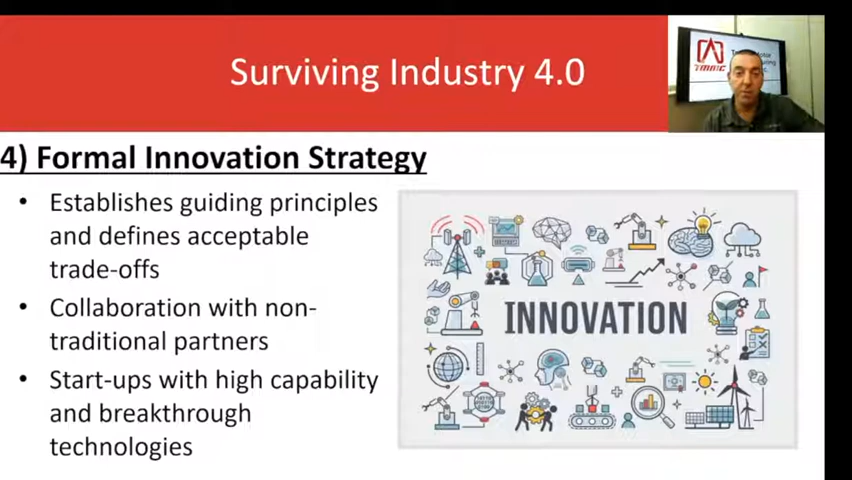 Surviving Industry 4.0
TMMC
4) Formal Innovation Strategy
• Establishes guiding principles
and defines acceptable
trade-offs
• Collaboration with non-
traditional partners
• Start-ups with high capability
and breakthrough
technologies
INNOVATION